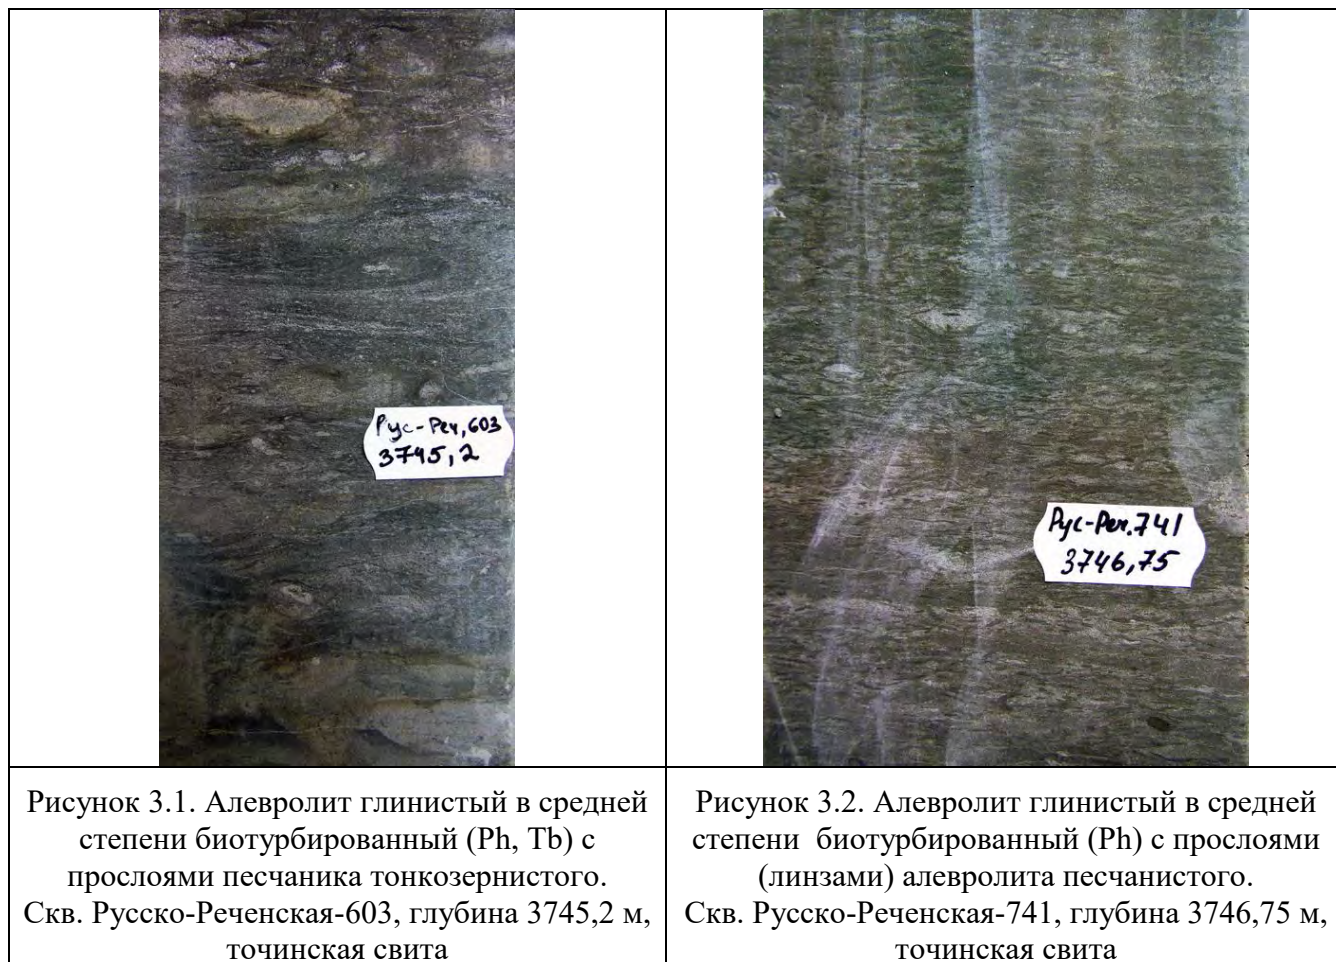 Рус-Реч, 603
3745,2
Рус-Реч. 741
3746,75
Рисунок 3.1. Алевролит глинистый в средней
степени биотурбированный (Ph, Tb) с
прослоями песчаника тонкозернистого.
Скв. Русско-Реченская-603, глубина 3745,2 м,
точинская свита
Рисунок 3.2. Алевролит глинистый в средней
степени биотурбированный (Ph) с прослоями
(линзами) алевролита песчанистого.
Скв. Русско-Реченская-741, глубина 3746,75 м,
точинская свита